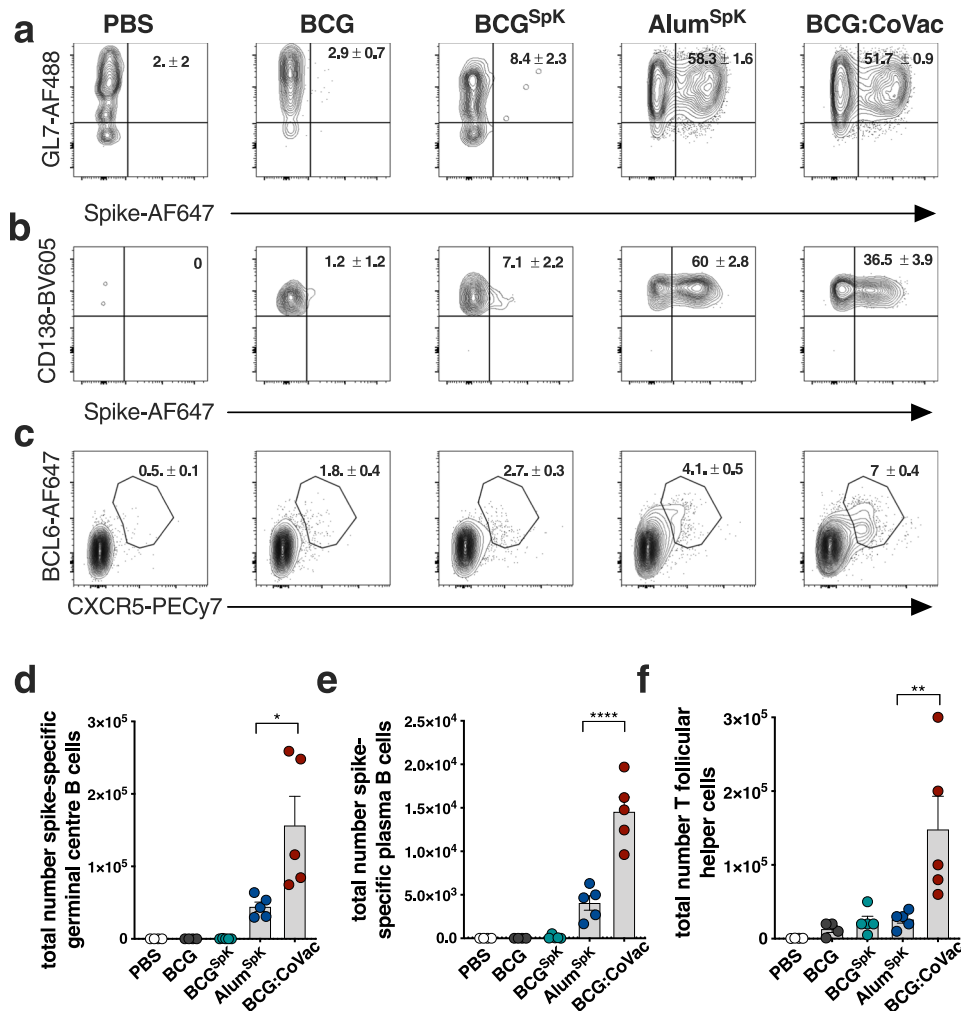 a
PBS BCG BCG^SpK Alum^SpK BCG:CoVac
GL7-AF488
2. ± 2
2.9 ± 0.7
8.4 ± 2.3
58.3 ± 1.6
51.7 ± 0.9
Spike-AF647
b
CD138-BV605
0
1.2 ± 1.2
7.1 ± 2.2
60 ± 2.8
36.5 ± 3.9
Spike-AF647
c
BCL6-AF647
0.5. ± 0.1
1.8. ± 0.4
2.7. ± 0.3
4.1. ± 0.5
7 ± 0.4
CXCR5-PECy7
d
total number spike-specific
germinal centre B cells
3×10^5
2×10^5
1×10^5
0
*
PBS
BCG
BCG^SpK
Alum^SpK
BCG:CoVac
e
total number spike-
specific plasma B cells
2.5×10^4
2.0×10^4
1.5×10^4
1.0×10^4
5.0×10^3
0
****
PBS
BCG
BCG^SpK
Alum^SpK
BCG:CoVac
f
total number T follicular
helper cells
3×10^5
2×10^5
1×10^5
0
**
PBS
BCG
BCG^SpK
Alum^SpK
BCG:CoVac